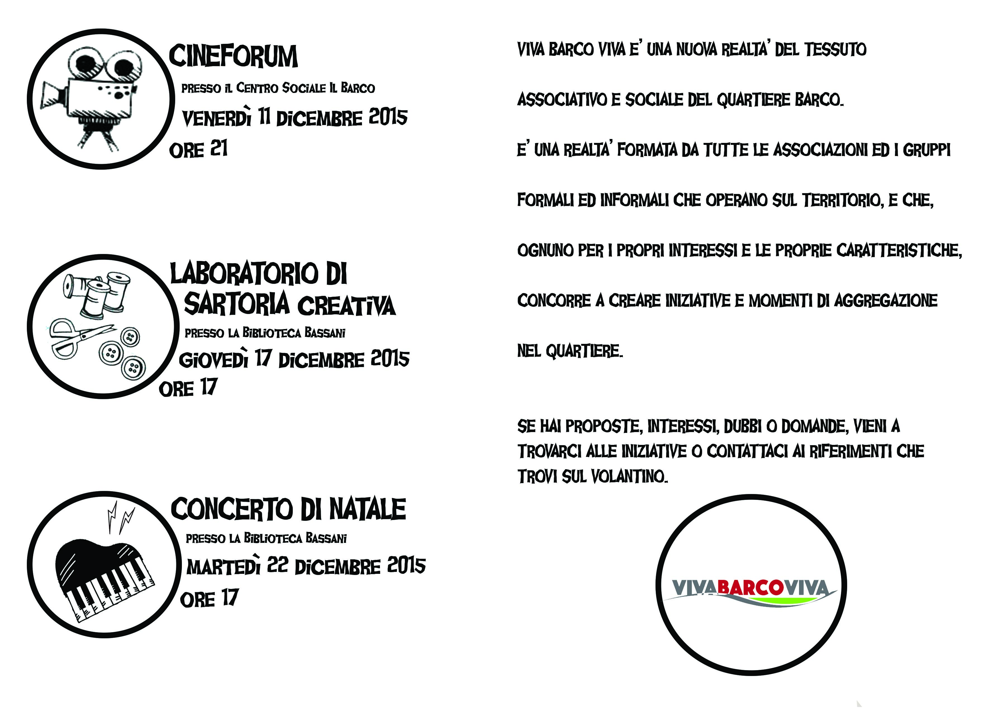 CINEFORUM
PRESSO iL CENTRO SOCiALE IL BARCO
VENERDÌ 11 DiCEMBRE 2015
ORE 21
LABORATORIO DI
SARTORIA CREATiVA
PRESSO LA BiBLiOTECA BASSANi
GiOVEDÌ 17 DiCEMBRE 2015
ORE 17
CONCERTO DI NATALE
PRESSO LA BiBLiOTECA BASSANi
MARTEDÌ 22 DiCEMBRE 2015
ORE 17
VIVA BARCO VIVA E' UNA NUOVA REALTA' DEL TESSUTO
ASSOCIATIVO E SOCIALE DEL QUARTIERE BARCO.
E' UNA REALTA' FORMATA DA TUTTE LE ASSOCIAZIONI ED I GRUPPI
FORMALI ED INFORMALI CHE OPERANO SUL TERRITORIO, E CHE,
OGNUNO PER I PROPRI INTERESSI E LE PROPRIE CARATTERISTICHE,
CONCORRE A CREARE INIZIATIVE E MOMENTI DI AGGREGAZIONE
NEL QUARTIERE.
SE HAI PROPOSTE, INTERESSI, DUBBI O DOMANDE, VIENI A
TROVARCI ALLE INIZIATIVE O CONTATTACI AI RIFERIMENTI CHE
TROVI SUL VOLANTINO.
VIVABARCOVIVA